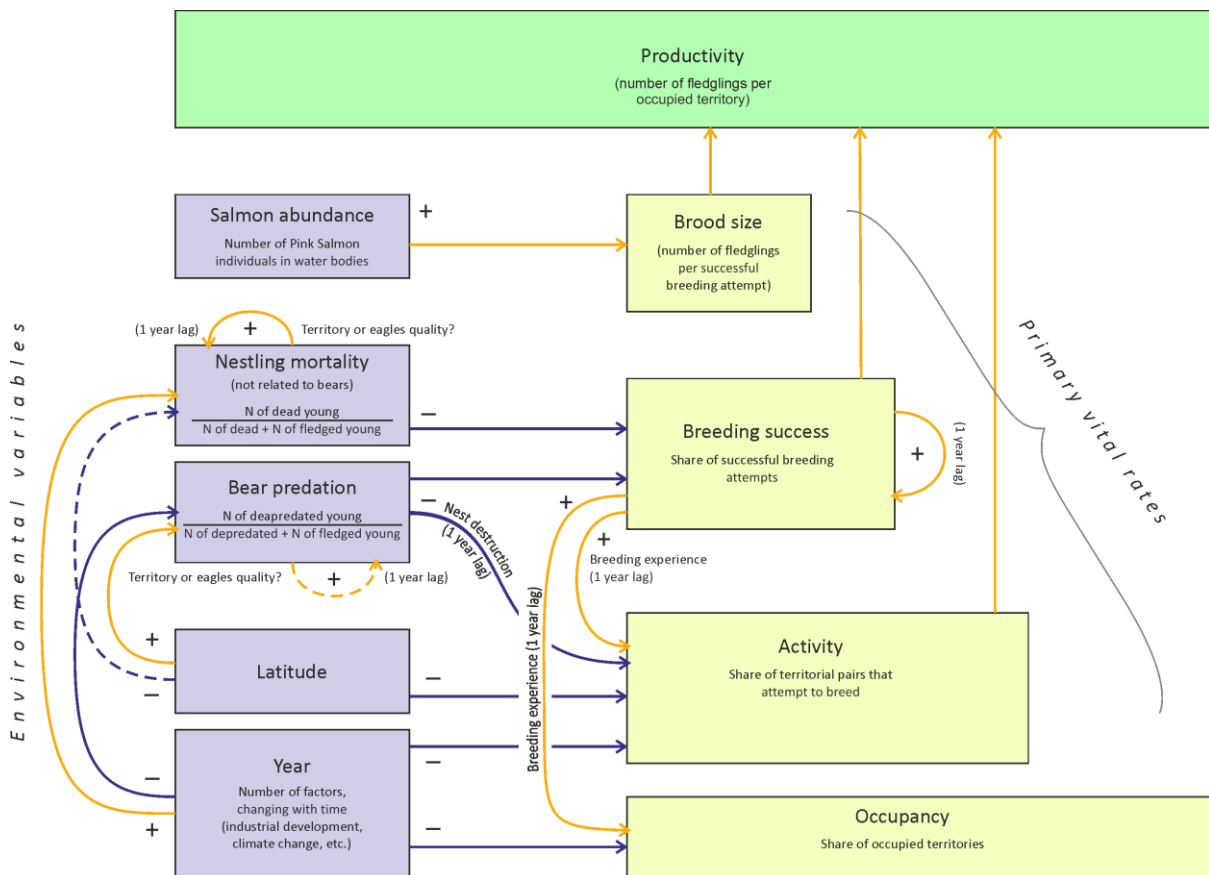 Productivity
(number of fledglings per
occupied territory)
Salmon abundance
Number of Pink Salmon
individuals in water bodies
+
Brood size
(number of fledglings
per successful
breeding attempt)
(1 year lag)
+
Territory or eagles quality?
Nestling mortality
(not related to bears)
N of dead young
N of dead + N of fledged young
−
Breeding success
Share of successful breeding
attempts
+
(1 year lag)
Bear predation
N of deapredated young
N of depredated + N of fledged young
−
Nest destruction
(1 year lag)
Territory or eagles quality?
+
(1 year lag)
+
+
Breeding experience
(1 year lag)
Breeding experience (1 year lag)
+
−
Latitude
−
Activity
Share of territorial pairs that
attempt to breed
−
+
Year
Number of factors,
changing with time
(industrial development,
climate change, etc.)
−
−
Occupancy
Share of occupied territories
Environmental variables
Primary vital rates